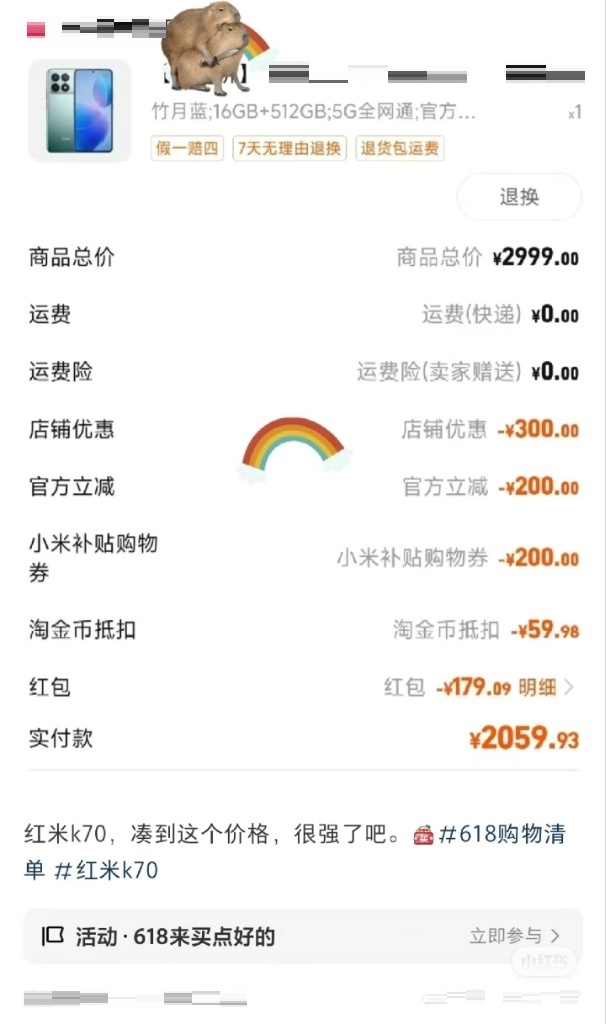 竹月蓝;16GB+512GB;5G全网通;官方... x1
假一赔四 7天无理由退换 退货包运费
退换
商品总价 商品总价 ¥2999.00
运费 运费(快递) ¥0.00
运费险 运费险(卖家赠送) ¥0.00
店铺优惠 店铺优惠 -¥300.00
官方立减 官方立减 -¥200.00
小米补贴购物
券 小米补贴购物券 -¥200.00
淘金币抵扣 淘金币抵扣 -¥59.98
红包 红包 -¥179.09 明细 >
实付款 ¥2059.93
红米k70，凑到这个价格，很强了吧。#618购物清
单 #红米k70
活动·618来买点好的 立即参与 >
小红书